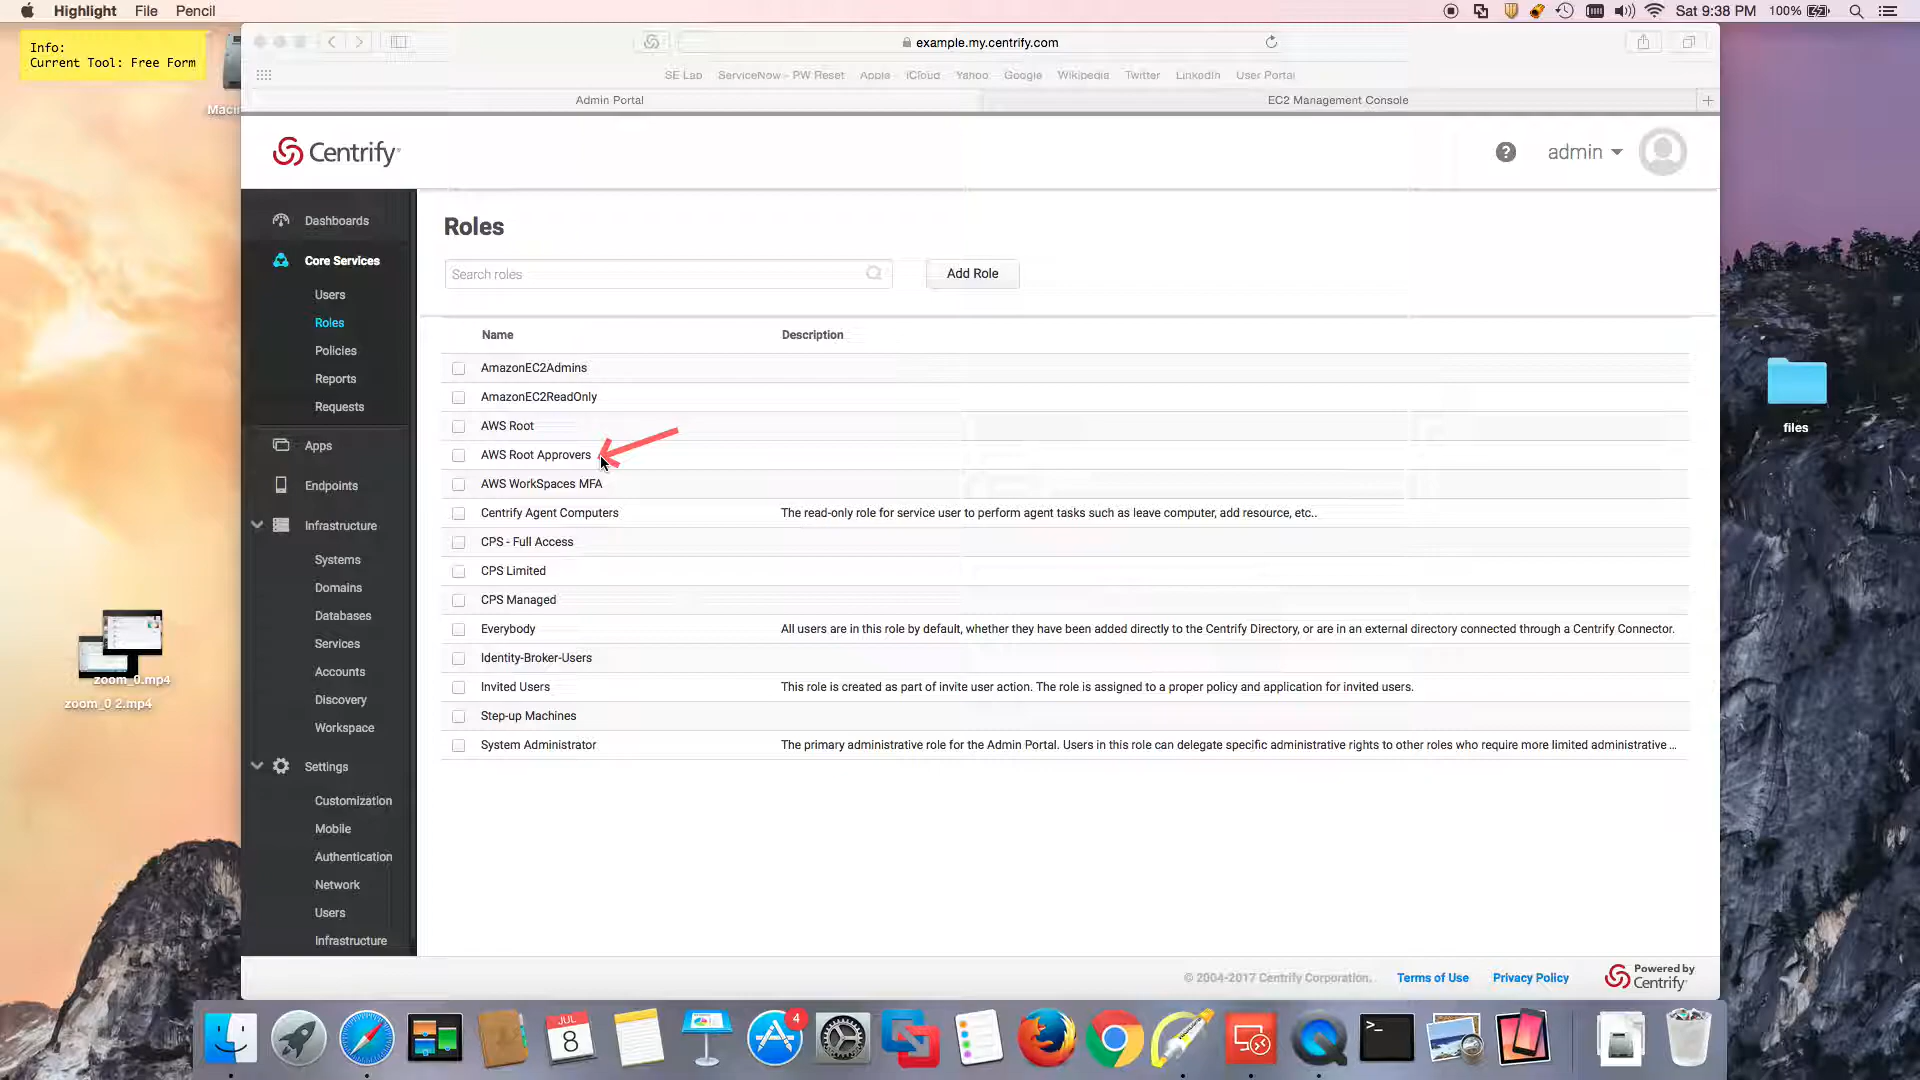 Highlight File Pencil
Sat 9:38 PM 100%
Info:
Current Tool: Free Form
example.my.centrify.com
SE Lab ServiceNow - PW Reset Apple iCloud Yahoo Google Wikipedia Twitter LinkedIn User Portal
Admin Portal EC2 Management Console
Centrify
? admin
Dashboards
Core Services
Users
Roles
Policies
Reports
Requests
Apps
Endpoints
Infrastructure
Systems
Domains
Databases
Services
Accounts
Discovery
Workspace
Settings
Customization
Mobile
Authentication
Network
Users
Infrastructure
Roles
Search roles Add Role
Name Description
AmazonEC2Admins
AmazonEC2ReadOnly
AWS Root
AWS Root Approvers
AWS WorkSpaces MFA
Centrify Agent Computers The read-only role for service user to perform agent tasks such as leave computer, add resource, etc..
CPS - Full Access
CPS Limited
CPS Managed
Everybody All users are in this role by default, whether they have been added directly to the Centrify Directory, or are in an external directory connected through a Centrify Connector.
Identity-Broker-Users
Invited Users This role is created as part of invite user action. The role is assigned to a proper policy and application for invited users.
Step-up Machines
System Administrator The primary administrative role for the Admin Portal. Users in this role can delegate specific administrative rights to other roles who require more limited administrative ...
© 2004-2017 Centrify Corporation. Terms of Use Privacy Policy
Powered by
Centrify
files
zoom_0.mp4
zoom_0 2.mp4
JUL
8
4